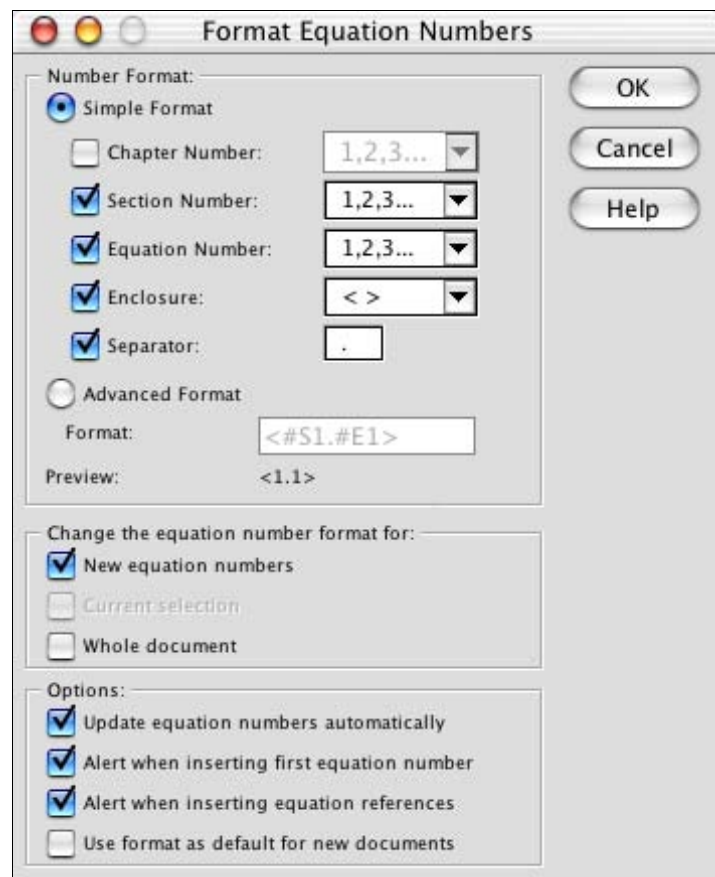 Format Equation Numbers
Number Format:
Simple Format
Chapter Number: 1,2,3...
Section Number: 1,2,3...
Equation Number: 1,2,3...
Enclosure: < >
Separator: .
Advanced Format
Format: <#S1.#E1>
Preview: <1.1>
OK
Cancel
Help
Change the equation number format for:
New equation numbers
Current selection
Whole document
Options:
Update equation numbers automatically
Alert when inserting first equation number
Alert when inserting equation references
Use format as default for new documents